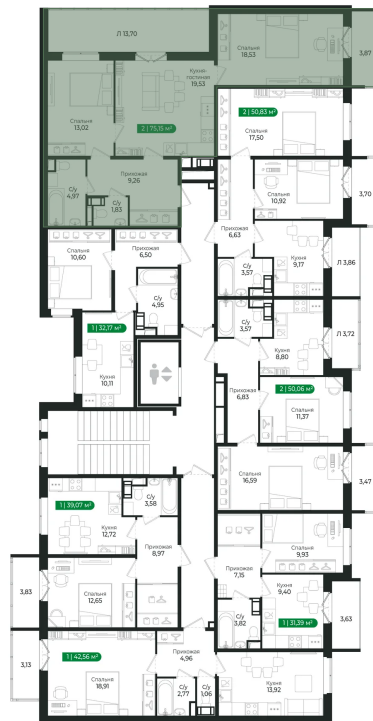 Л 13,70
Спальня
18,53
3,87
Кухня-
гостиная
19,53
Спальня
13,02
2 | 75,15 м²
2 | 50,83 м²
Спальня
17,50
С/у
4,97
Прихожая
9,26
С/у
1,83
Спальня
10,92
3,70
Прихожая
6,63
Кухня
9,17
Л 3,86
Спальня
10,60
Прихожая
6,50
С/у
3,57
С/у
4,95
1 | 32,17 м²
Кухня
10,11
С/у
3,57
Кухня
8,80
Л 3,72
Прихожая
6,83
2 | 50,06 м²
Спальня
11,37
Спальня
16,59
3,47
1 | 39,07 м²
Кухня
12,72
С/у
3,58
Прихожая
8,97
Спальня
9,93
Прихожая
7,15
3,83
Спальня
12,65
Кухня
9,40
С/у
3,82
1 | 31,39 м²
3,63
3,13
1 | 42,56 м²
Спальня
18,91
Прихожая
4,96
С/у
2,77
С/у
1,06
Кухня
13,92